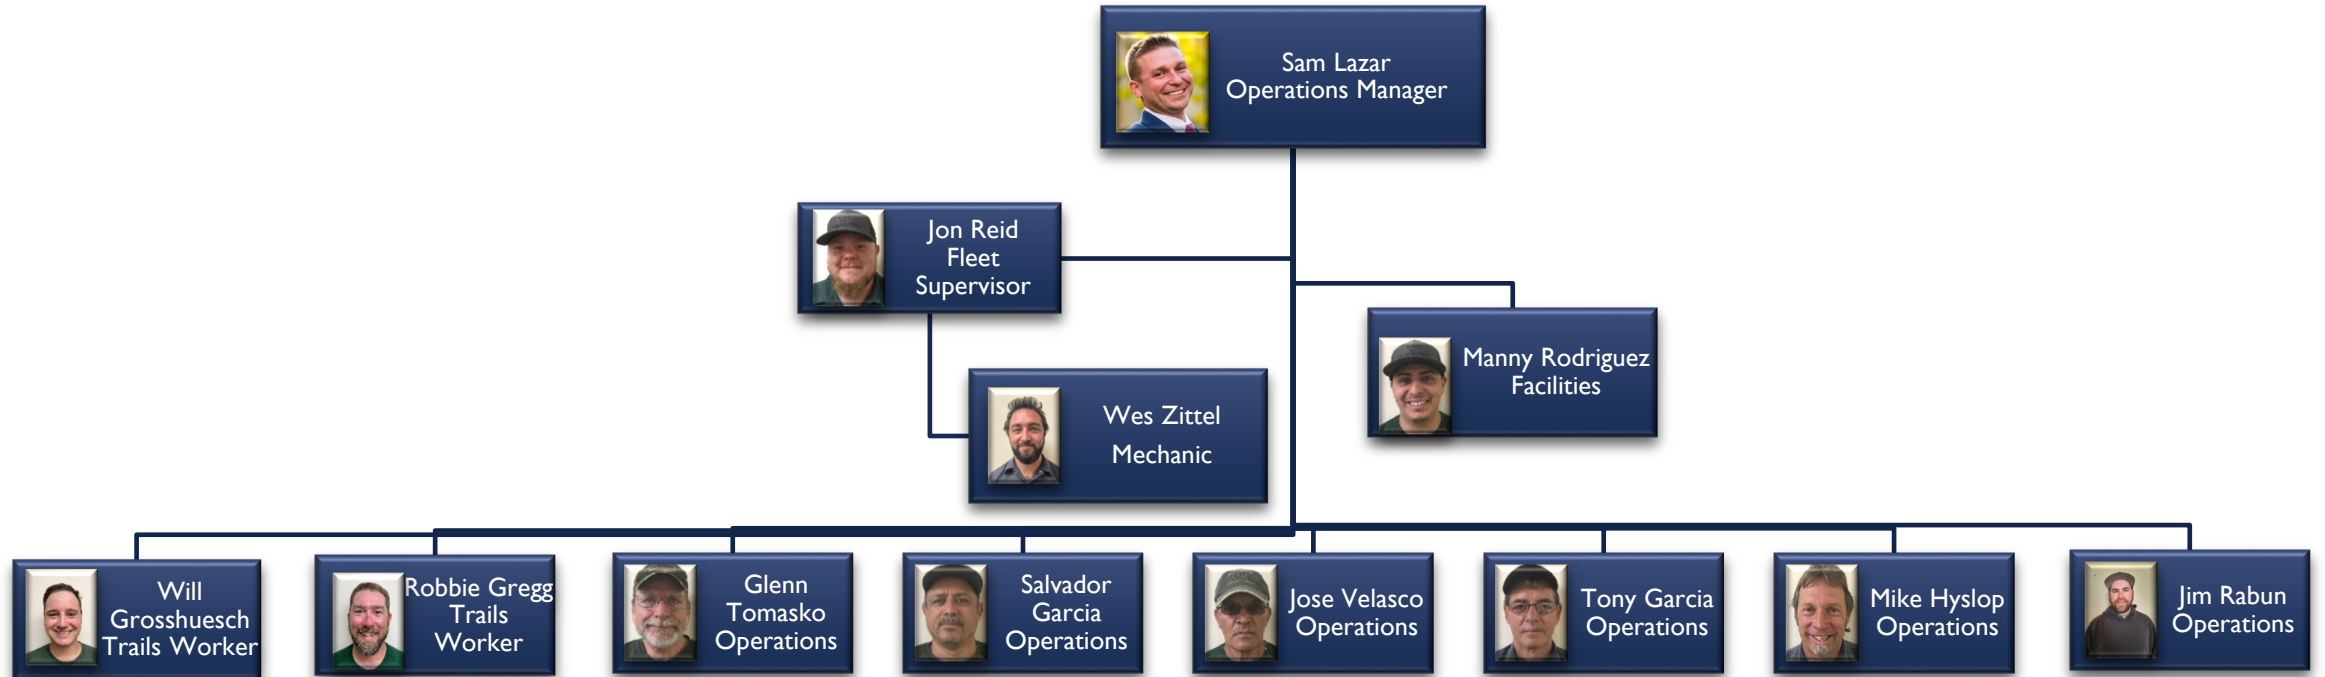 Sam Lazar
Operations Manager
Jon Reid
Fleet
Supervisor
Manny Rodriguez
Facilities
Wes Zittel
Mechanic
Will
Grosshuesch
Trails Worker
Robbie Gregg
Trails
Worker
Glenn
Tomasko
Operations
Salvador
Garcia
Operations
Jose Velasco
Operations
Tony Garcia
Operations
Mike Hyslop
Operations
Jim Rabun
Operations